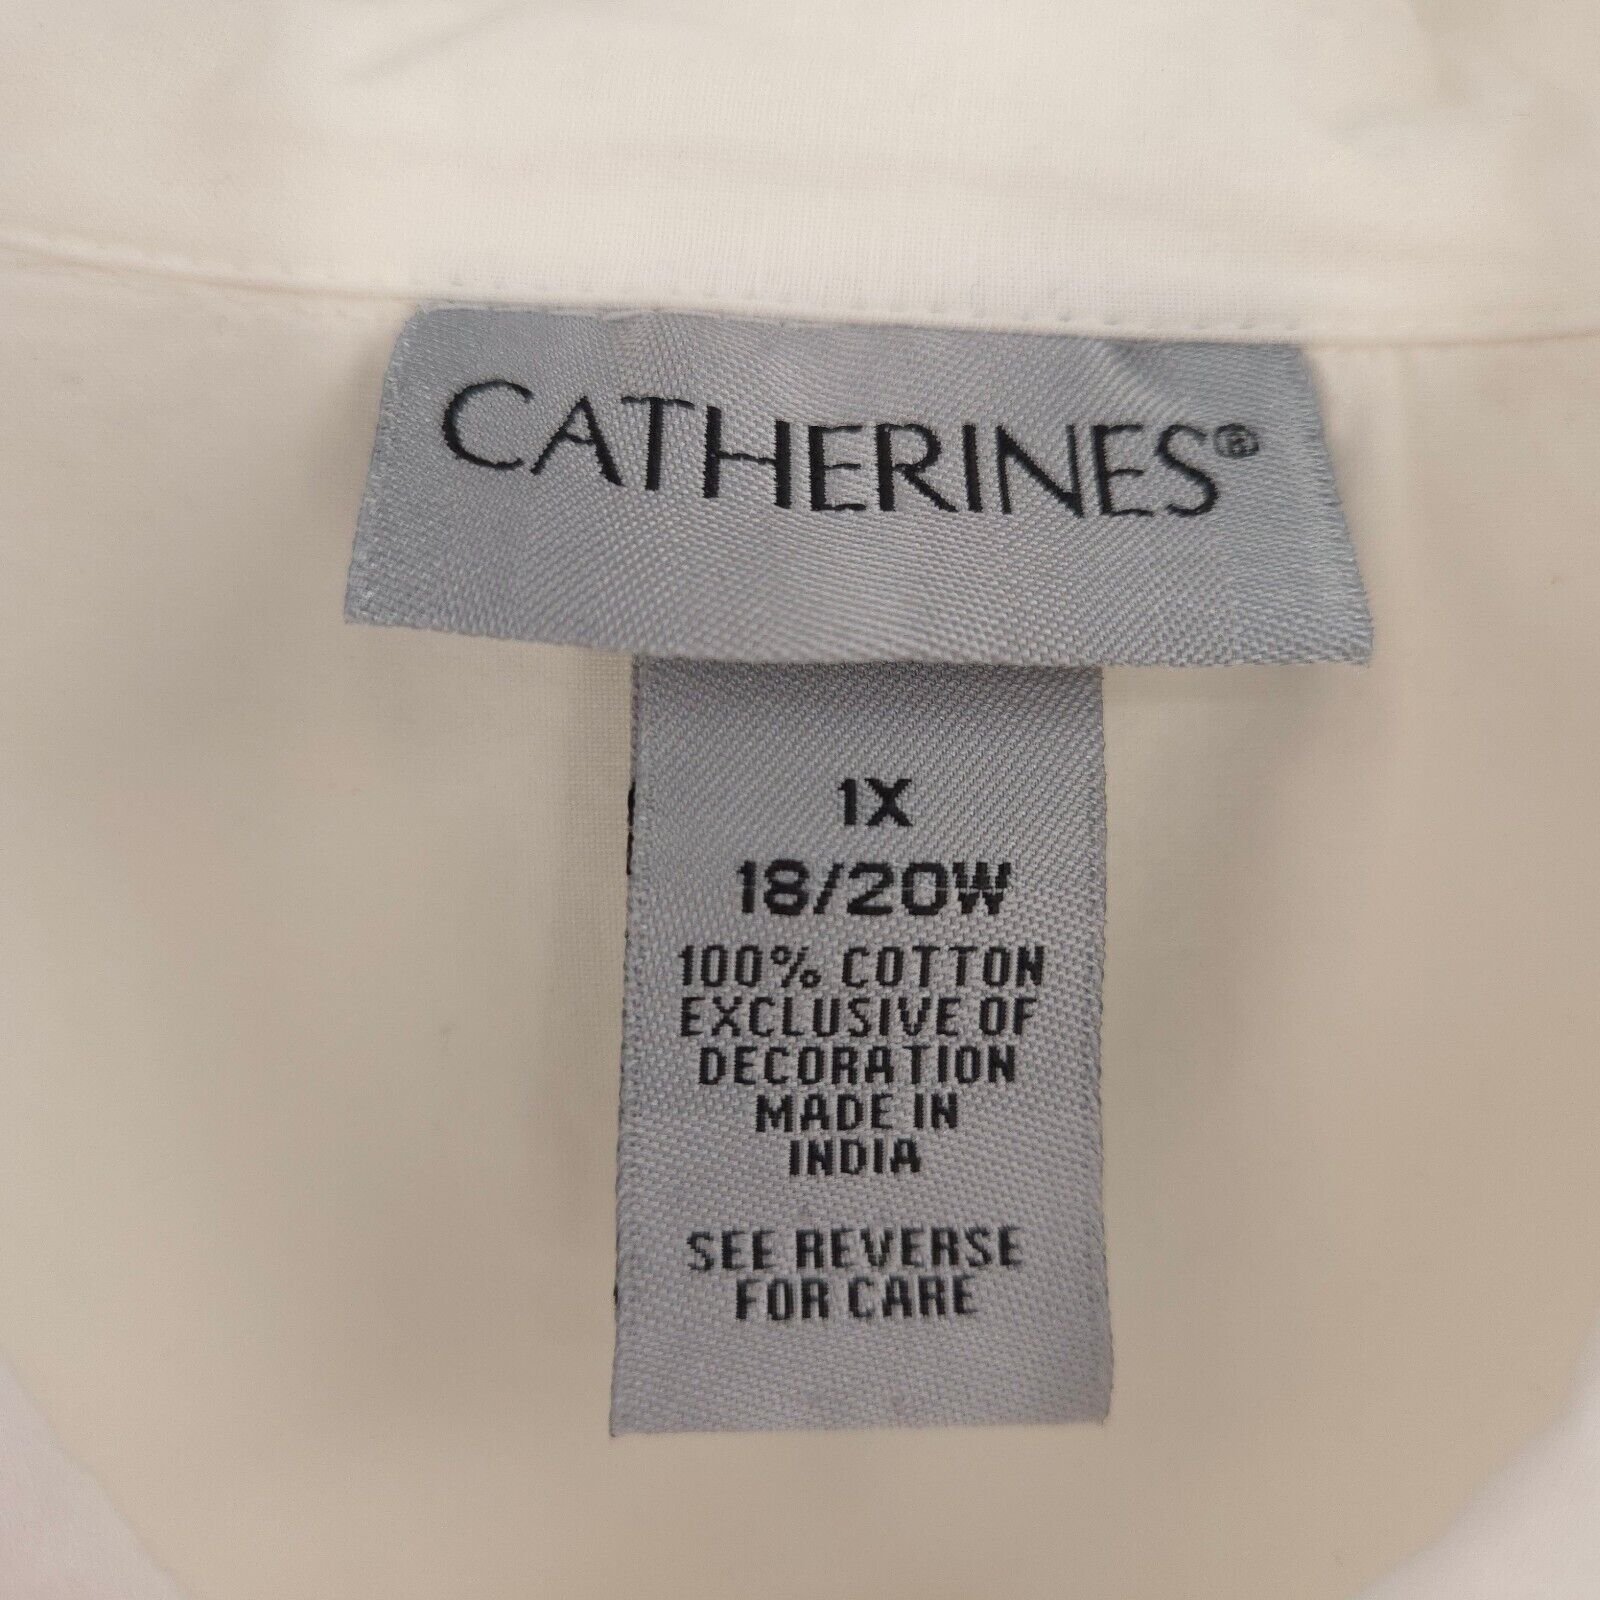 CATHERINES®
1X
18/20W
100% COTTON
EXCLUSIVE OF
DECORATION
MADE IN
INDIA
SEE REVERSE
FOR CARE